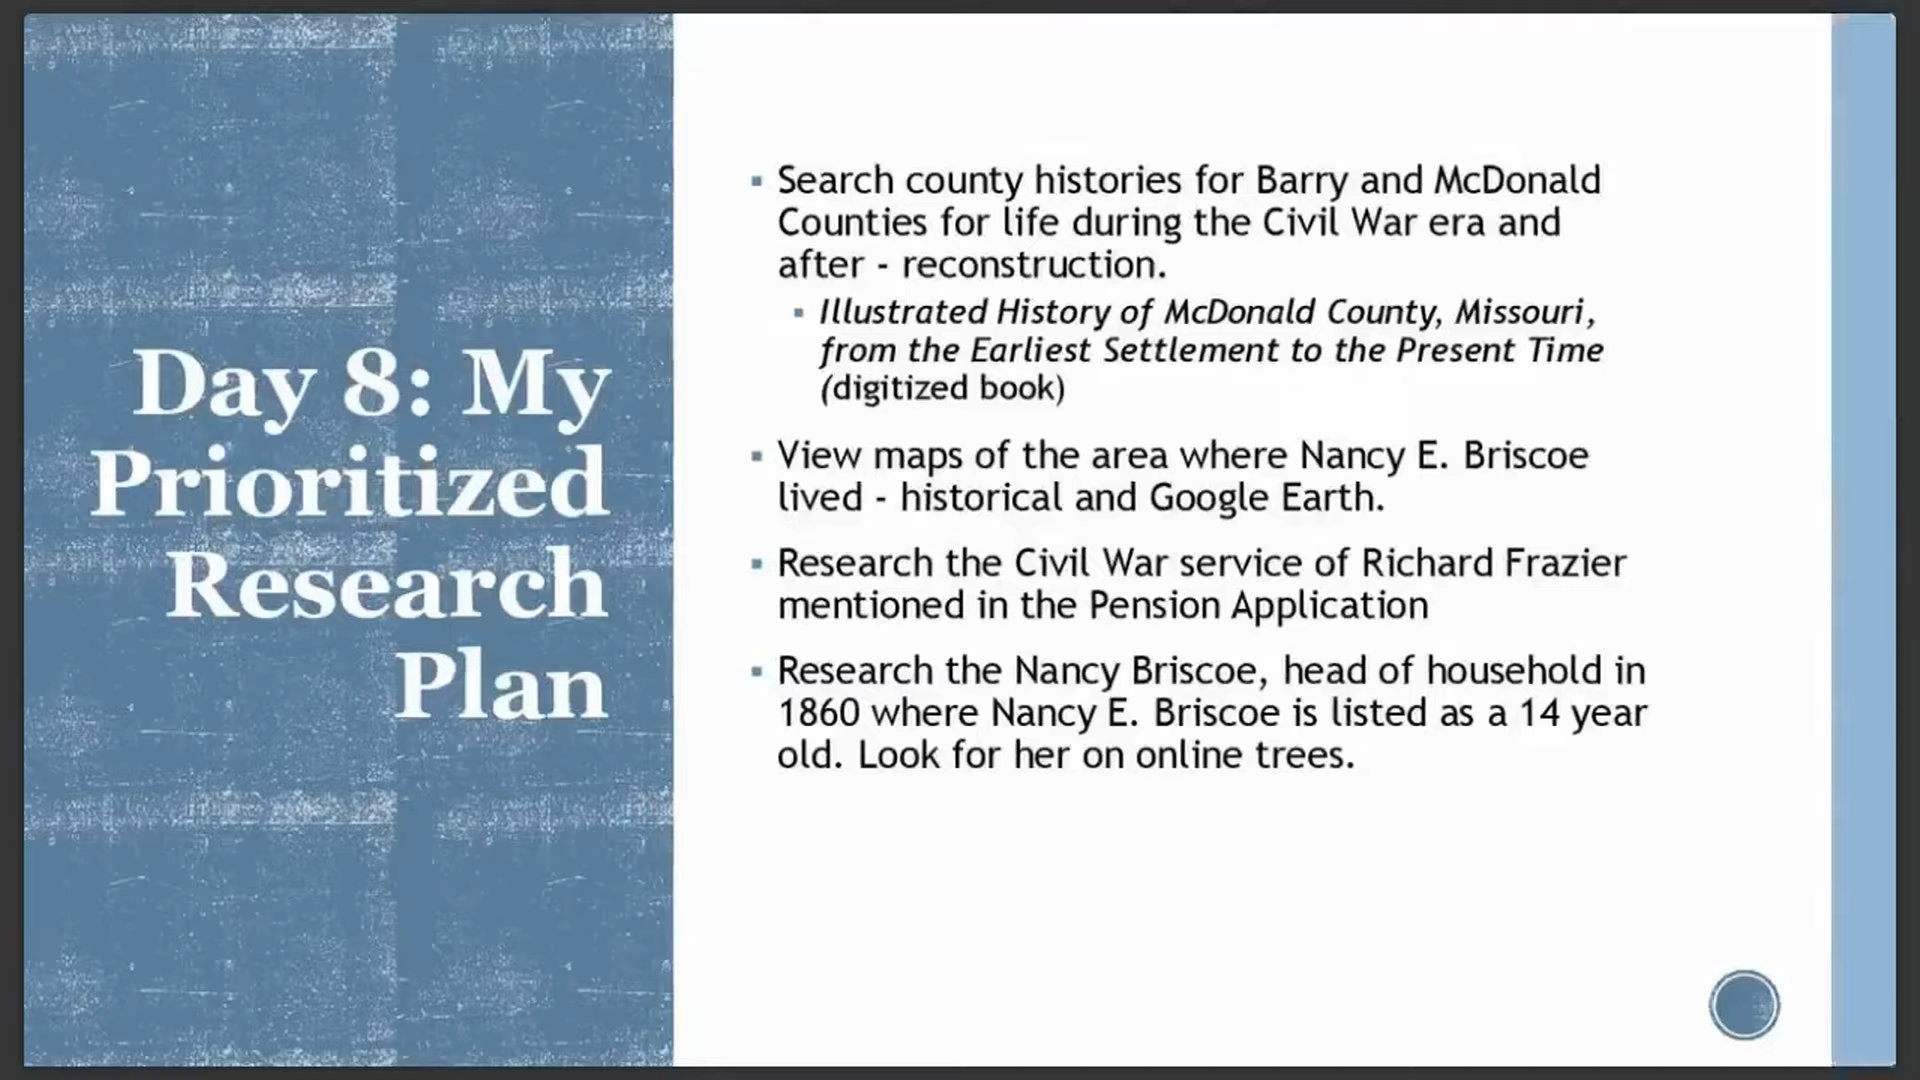 Day 8: My
Prioritized
Research
Plan
▪ Search county histories for Barry and McDonald
Counties for life during the Civil War era and
after - reconstruction.
▪ Illustrated History of McDonald County, Missouri,
from the Earliest Settlement to the Present Time
(digitized book)
▪ View maps of the area where Nancy E. Briscoe
lived - historical and Google Earth.
▪ Research the Civil War service of Richard Frazier
mentioned in the Pension Application
▪ Research the Nancy Briscoe, head of household in
1860 where Nancy E. Briscoe is listed as a 14 year
old. Look for her on online trees.